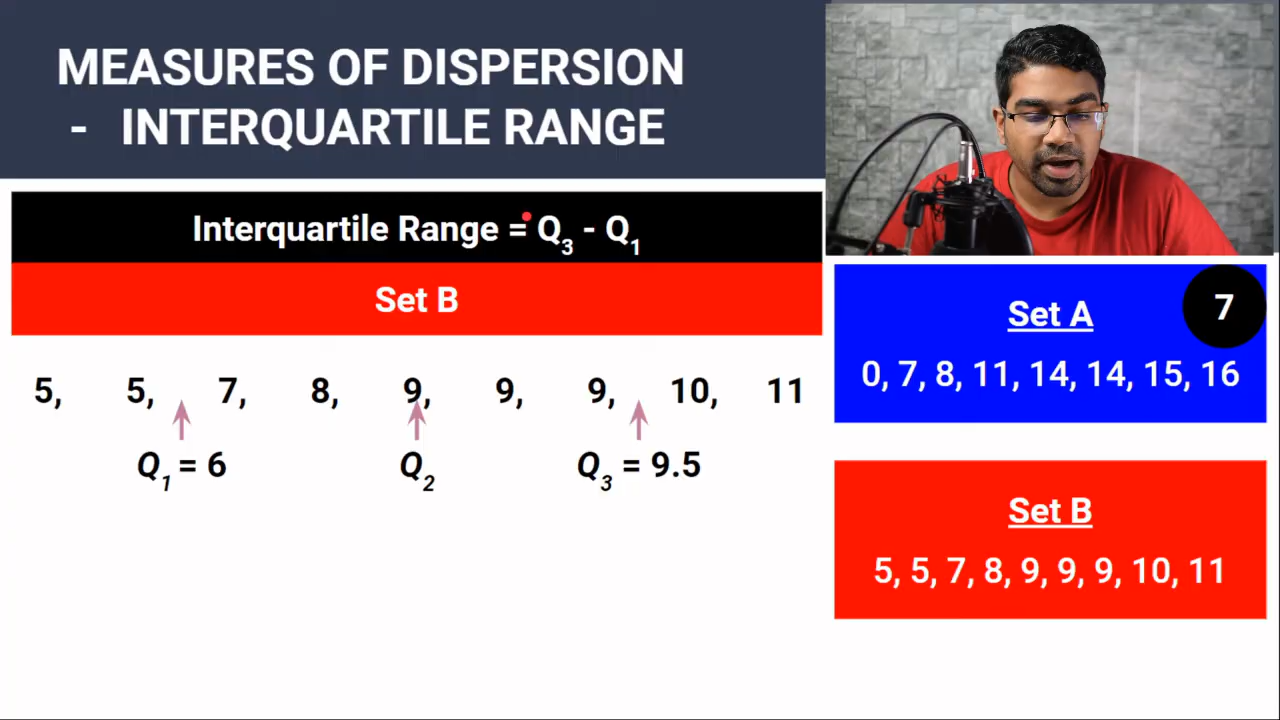 MEASURES OF DISPERSION
- INTERQUARTILE RANGE
Interquartile Range = Q3 - Q1
Set B
5, 5, 7, 8, 9, 9, 9, 10, 11
Q1 = 6 Q2 Q3 = 9.5
Set A
7
0, 7, 8, 11, 14, 14, 15, 16
Set B
5, 5, 7, 8, 9, 9, 9, 10, 11